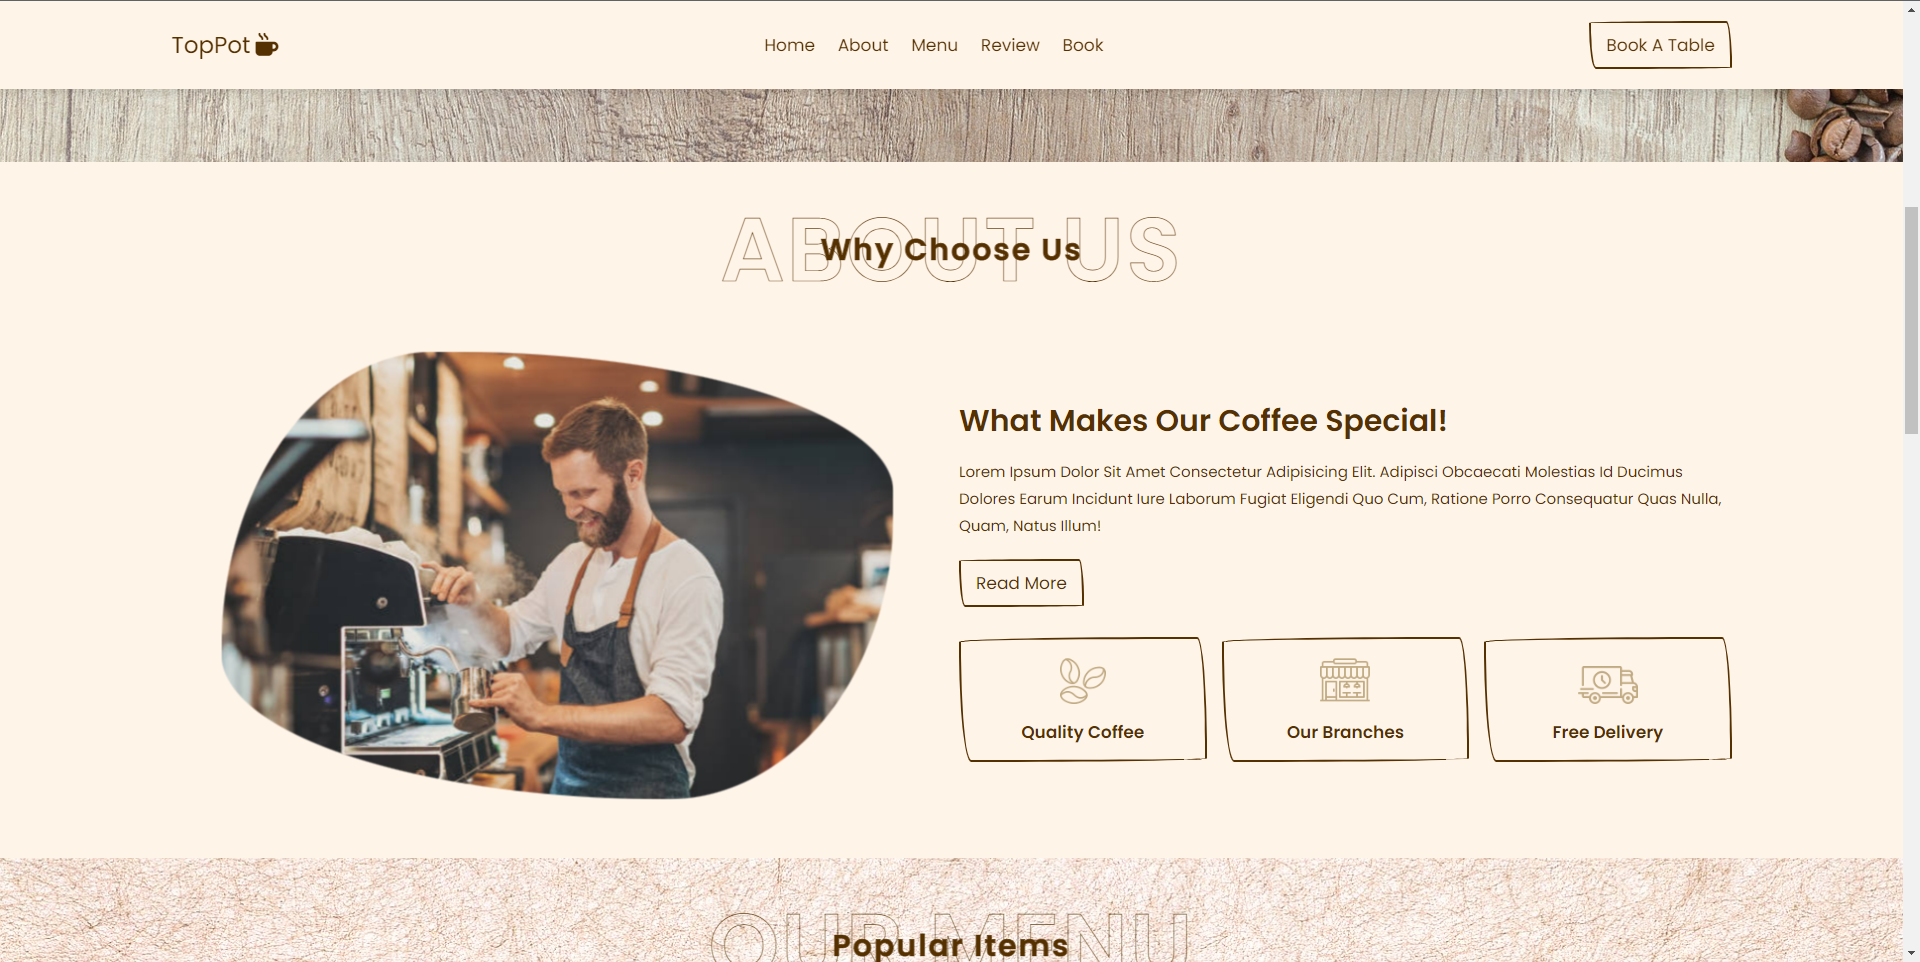 TopPot
Home About Menu Review Book
Book A Table
ABOUT US
Why Choose Us
What Makes Our Coffee Special!
Lorem Ipsum Dolor Sit Amet Consectetur Adipisicing Elit. Adipisci Obcaecati Molestias Id Ducimus
Dolores Earum Incidunt Iure Laborum Fugiat Eligendi Quo Cum, Ratione Porro Consequatur Quas Nulla,
Quam, Natus Illum!
Read More
Quality Coffee
Our Branches
Free Delivery
OUR MENU
Popular Items